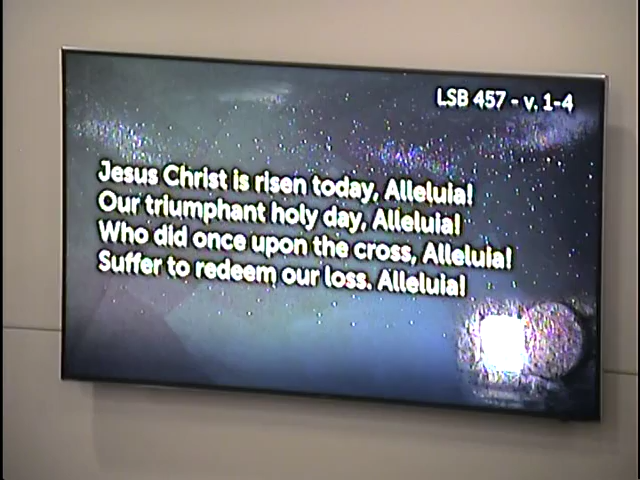 LSB 457 - v. 1-4
Jesus Christ is risen today, Alleluia!
Our triumphant holy day, Alleluia!
Who did once upon the cross, Alleluia!
Suffer to redeem our loss. Alleluia!